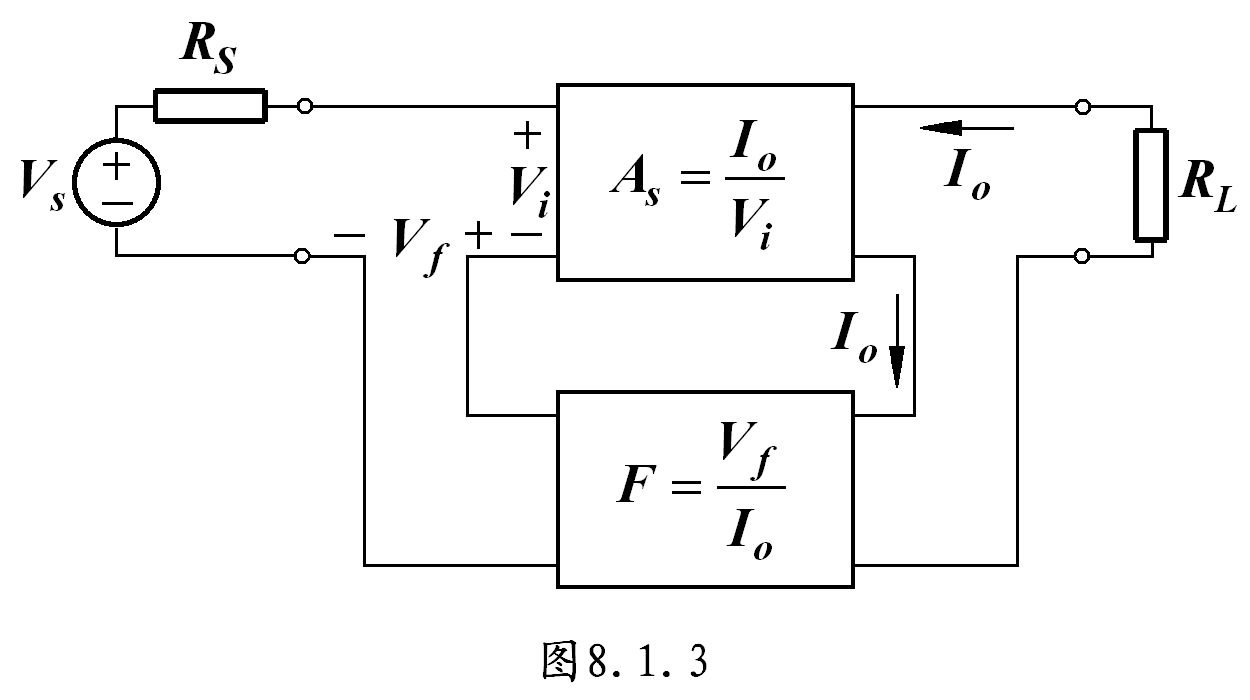 R_S
V_s
+
−
+
V_i
− V_f + −
A_s = I_o / V_i
I_o
R_L
I_o
F = V_f / I_o
图8.1.3